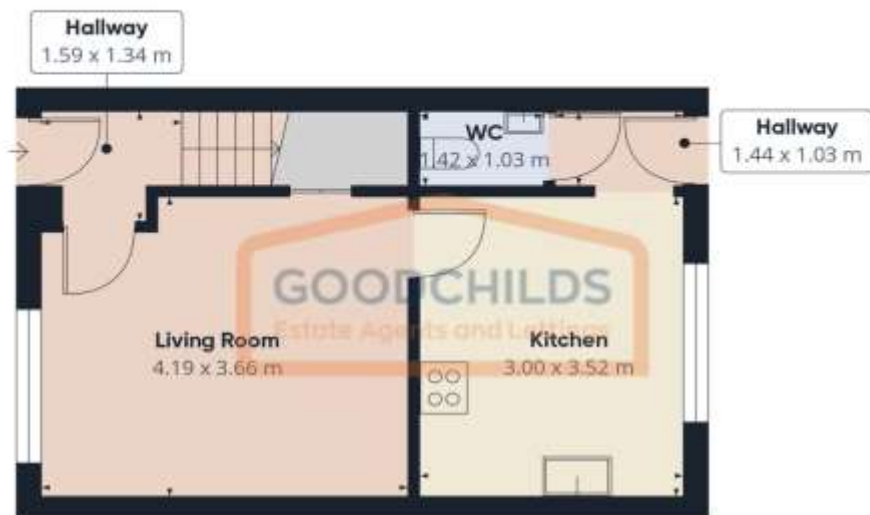 Hallway
1.59 x 1.34 m
WC
1.42 x 1.03 m
Hallway
1.44 x 1.03 m
GOODCHILDS
Estate Agents and Lettings
Living Room
4.19 x 3.66 m
Kitchen
3.00 x 3.52 m